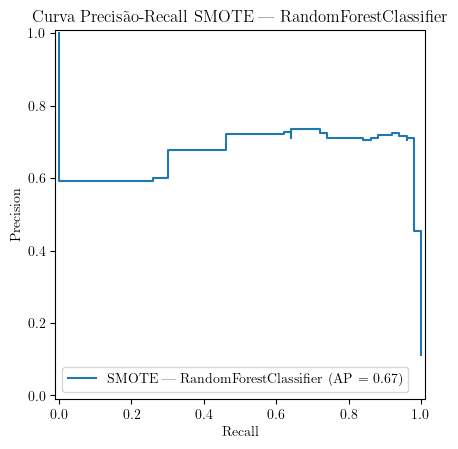 Curva Precisão-Recall SMOTE — RandomForestClassifier
1.0
0.8
0.6
0.4
0.2
0.0
Precision
SMOTE — RandomForestClassifier (AP = 0.67)
0.0 0.2 0.4 0.6 0.8 1.0
Recall